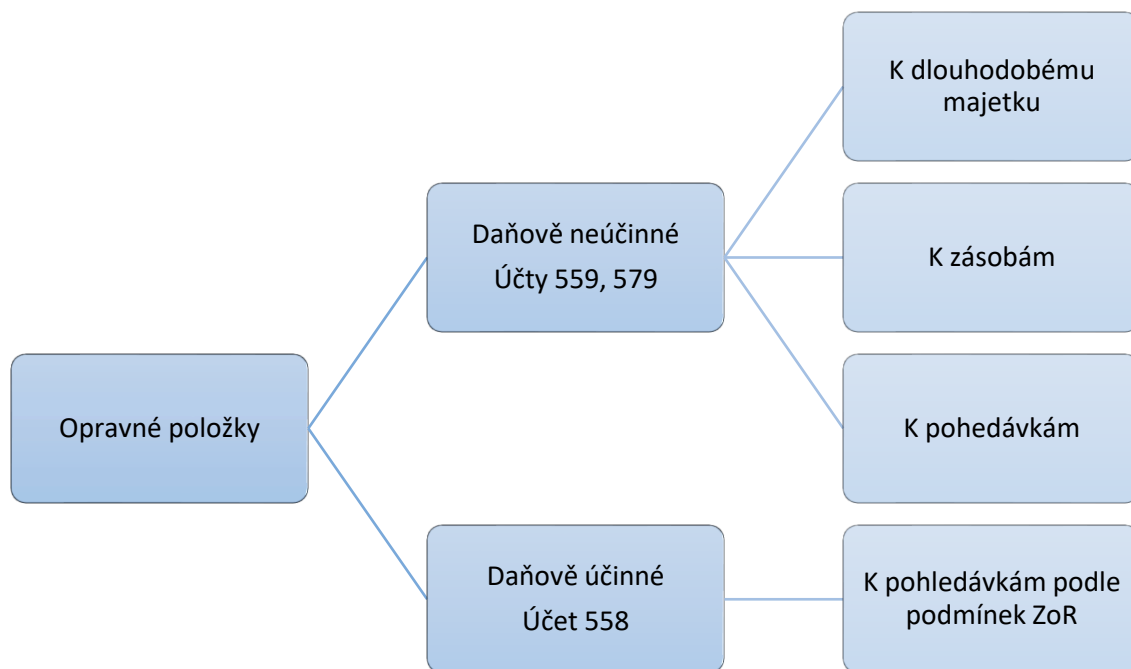 K dlouhodobému
majetku
Daňově neúčinné
Účty 559, 579
K zásobám
Opravné položky
K pohedávkám
Daňově účinné
Účet 558
K pohledávkám podle
podmínek ZoR